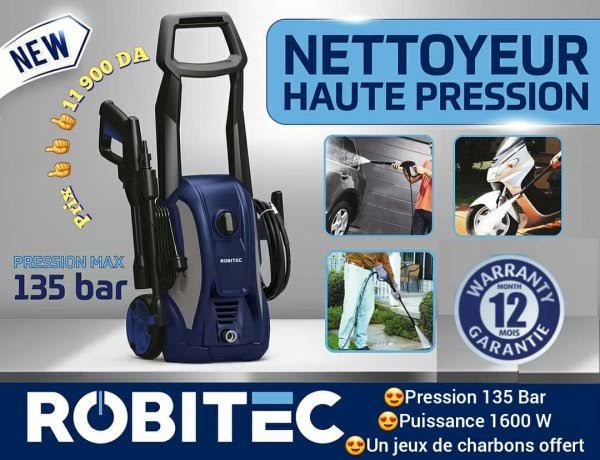 NEW
NETTOYEUR
HAUTE PRESSION
Prix 👍👍👍 11 900 DA
ROBITEC
PRESSION MAX
135 bar
WARRANTY
MONTH
12
MOIS
GARANTIE
ROBITEC
😍Pression 135 Bar
😍Puissance 1600 W
😍Un jeux de charbons offert